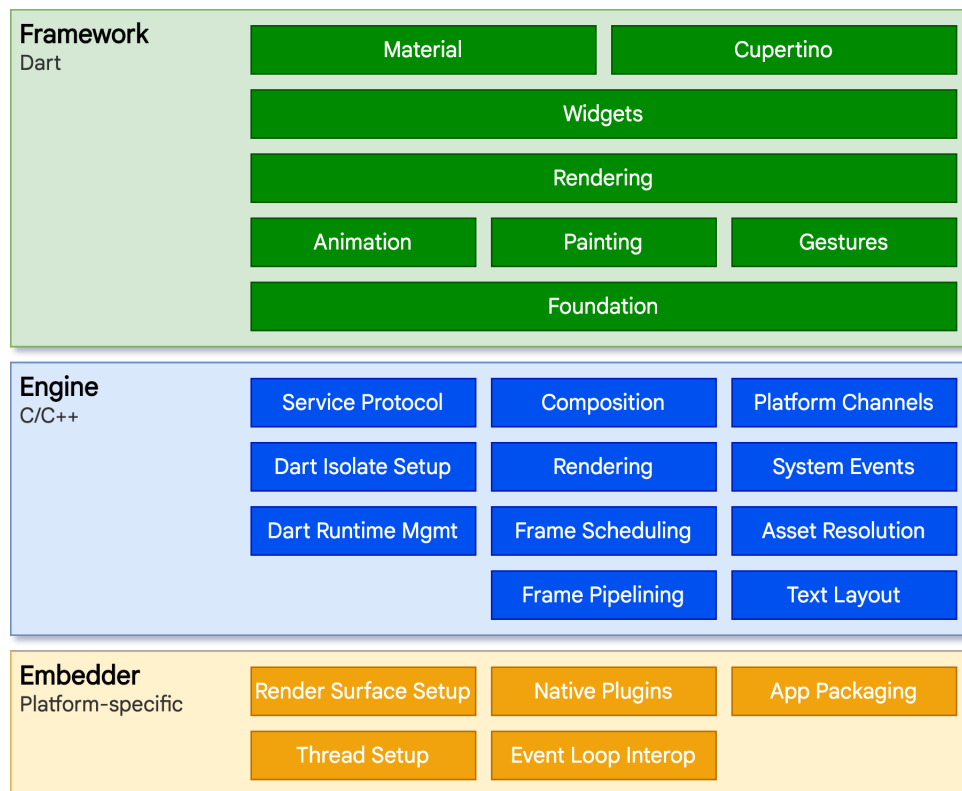 Framework
Dart
Material
Cupertino
Widgets
Rendering
Animation
Painting
Gestures
Foundation
Engine
C/C++
Service Protocol
Composition
Platform Channels
Dart Isolate Setup
Rendering
System Events
Dart Runtime Mgmt
Frame Scheduling
Asset Resolution
Frame Pipelining
Text Layout
Embedder
Platform-specific
Render Surface Setup
Native Plugins
App Packaging
Thread Setup
Event Loop Interop